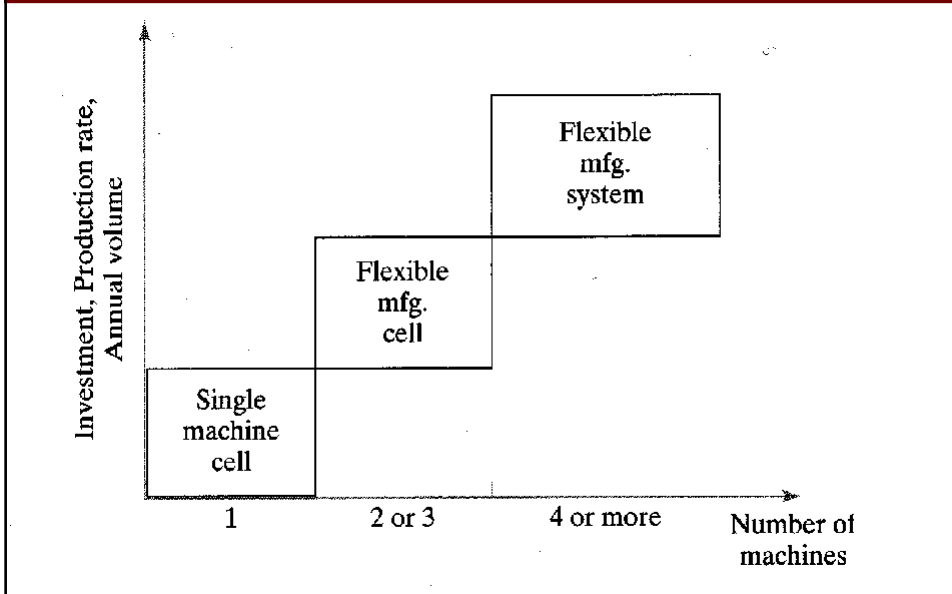 Investment, Production rate,
Annual volume
Flexible
mfg.
system
Flexible
mfg.
cell
Single
machine
cell
1
2 or 3
4 or more
Number of
machines